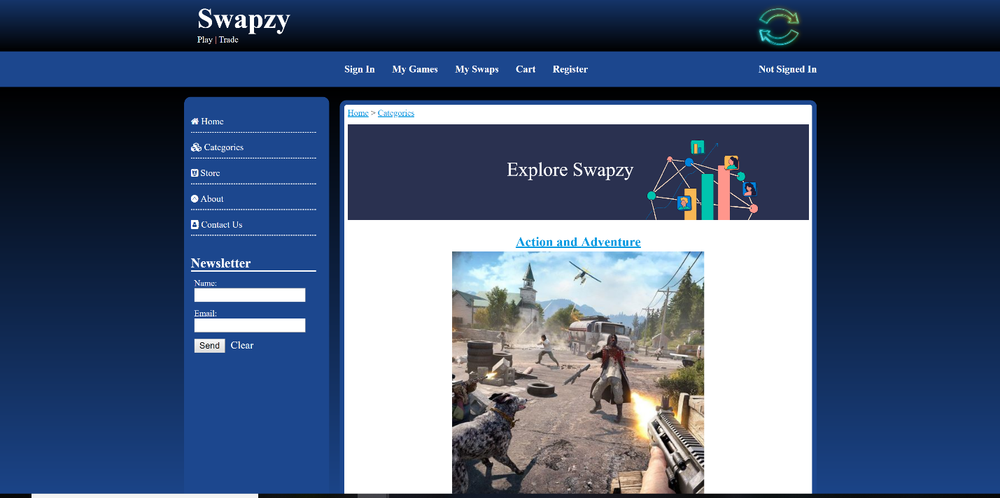 Swapzy
Play | Trade
Sign In My Games My Swaps Cart Register Not Signed In
Home
Categories
Store
About
Contact Us
Newsletter
Name:
Email:
Send Clear
Home > Categories
Explore Swapzy
Action and Adventure